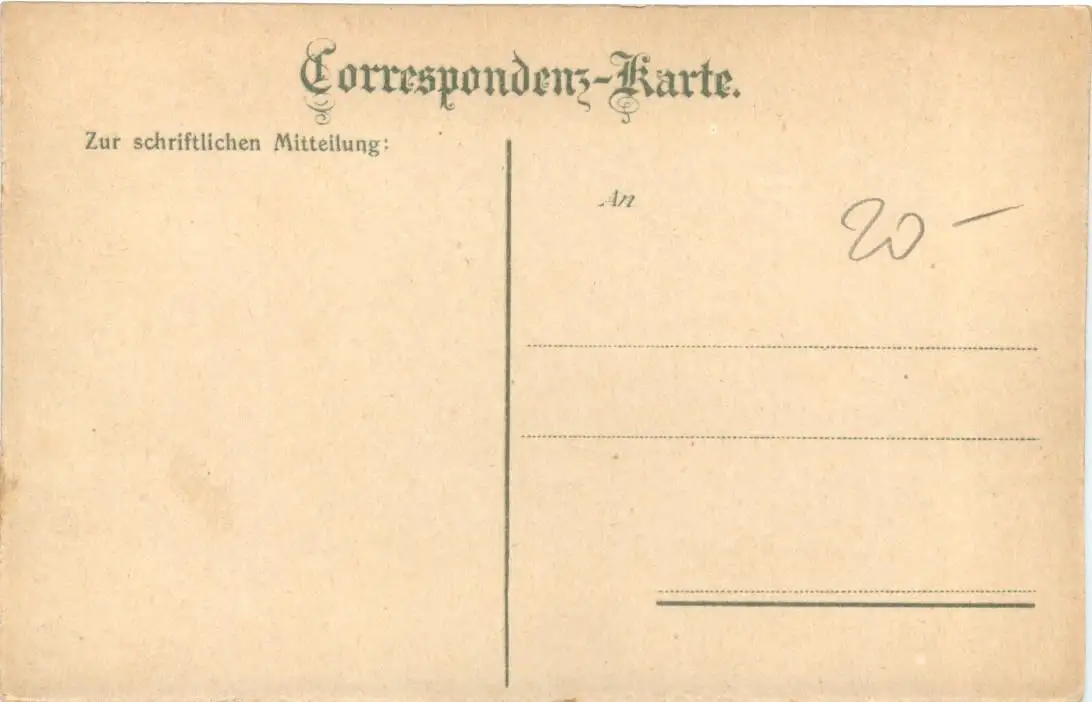 Correspondenz-Karte.
Zur schriftlichen Mitteilung:
An
20 –